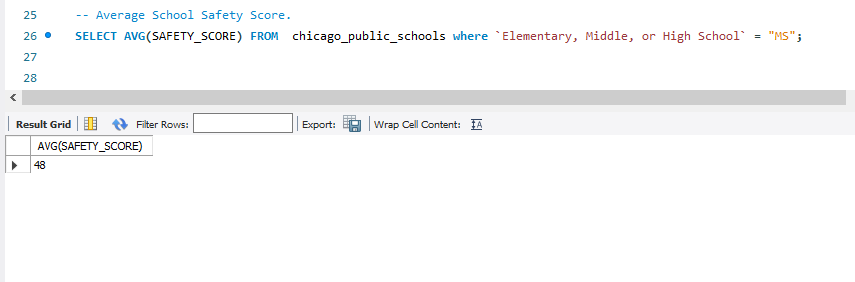 25 -- Average School Safety Score.
26 SELECT AVG(SAFETY_SCORE) FROM  chicago_public_schools where `Elementary, Middle, or High School` = "MS";
27
28
Result Grid Filter Rows: Export: Wrap Cell Content: IA
AVG(SAFETY_SCORE)
48